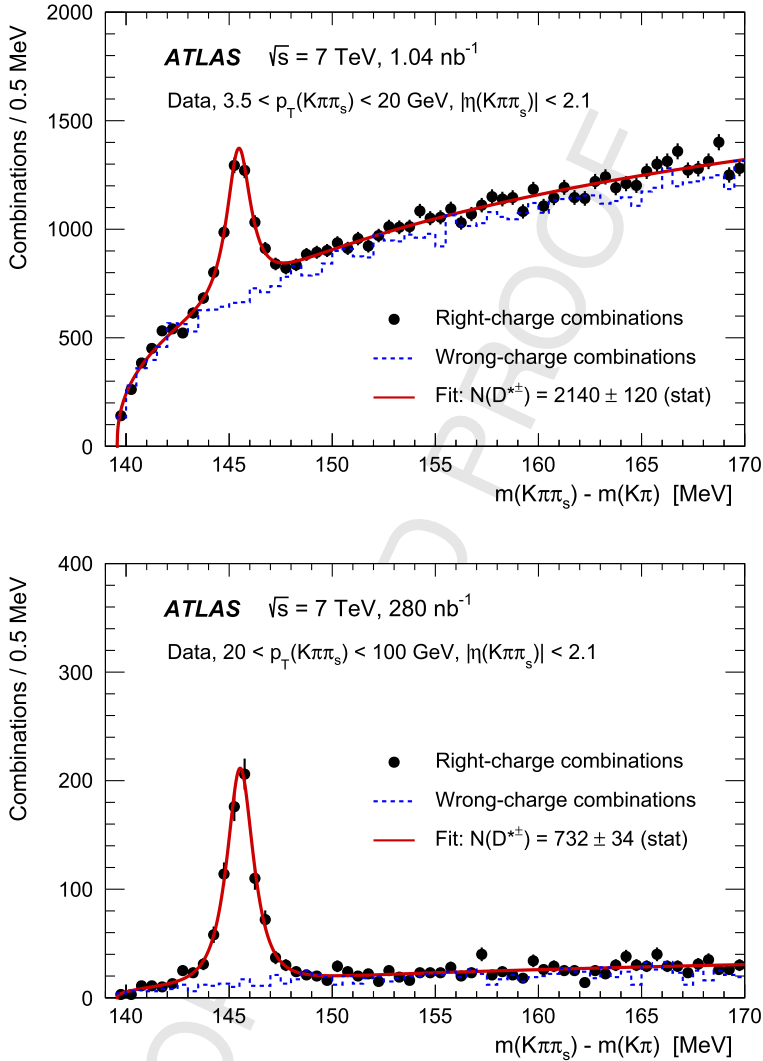 2000
1500
1000
500
0
Combinations / 0.5 MeV
ATLAS √s = 7 TeV, 1.04 nb⁻¹
Data, 3.5 < p_T(Kππ_s) < 20 GeV, |η(Kππ_s)| < 2.1
Right-charge combinations
Wrong-charge combinations
Fit: N(D*±) = 2140 ± 120 (stat)
140 145 150 155 160 165 170
m(Kππ_s) - m(Kπ) [MeV]
400
300
200
100
0
Combinations / 0.5 MeV
ATLAS √s = 7 TeV, 280 nb⁻¹
Data, 20 < p_T(Kππ_s) < 100 GeV, |η(Kππ_s)| < 2.1
Right-charge combinations
Wrong-charge combinations
Fit: N(D*±) = 732 ± 34 (stat)
140 145 150 155 160 165 170
m(Kππ_s) - m(Kπ) [MeV]
PROOF